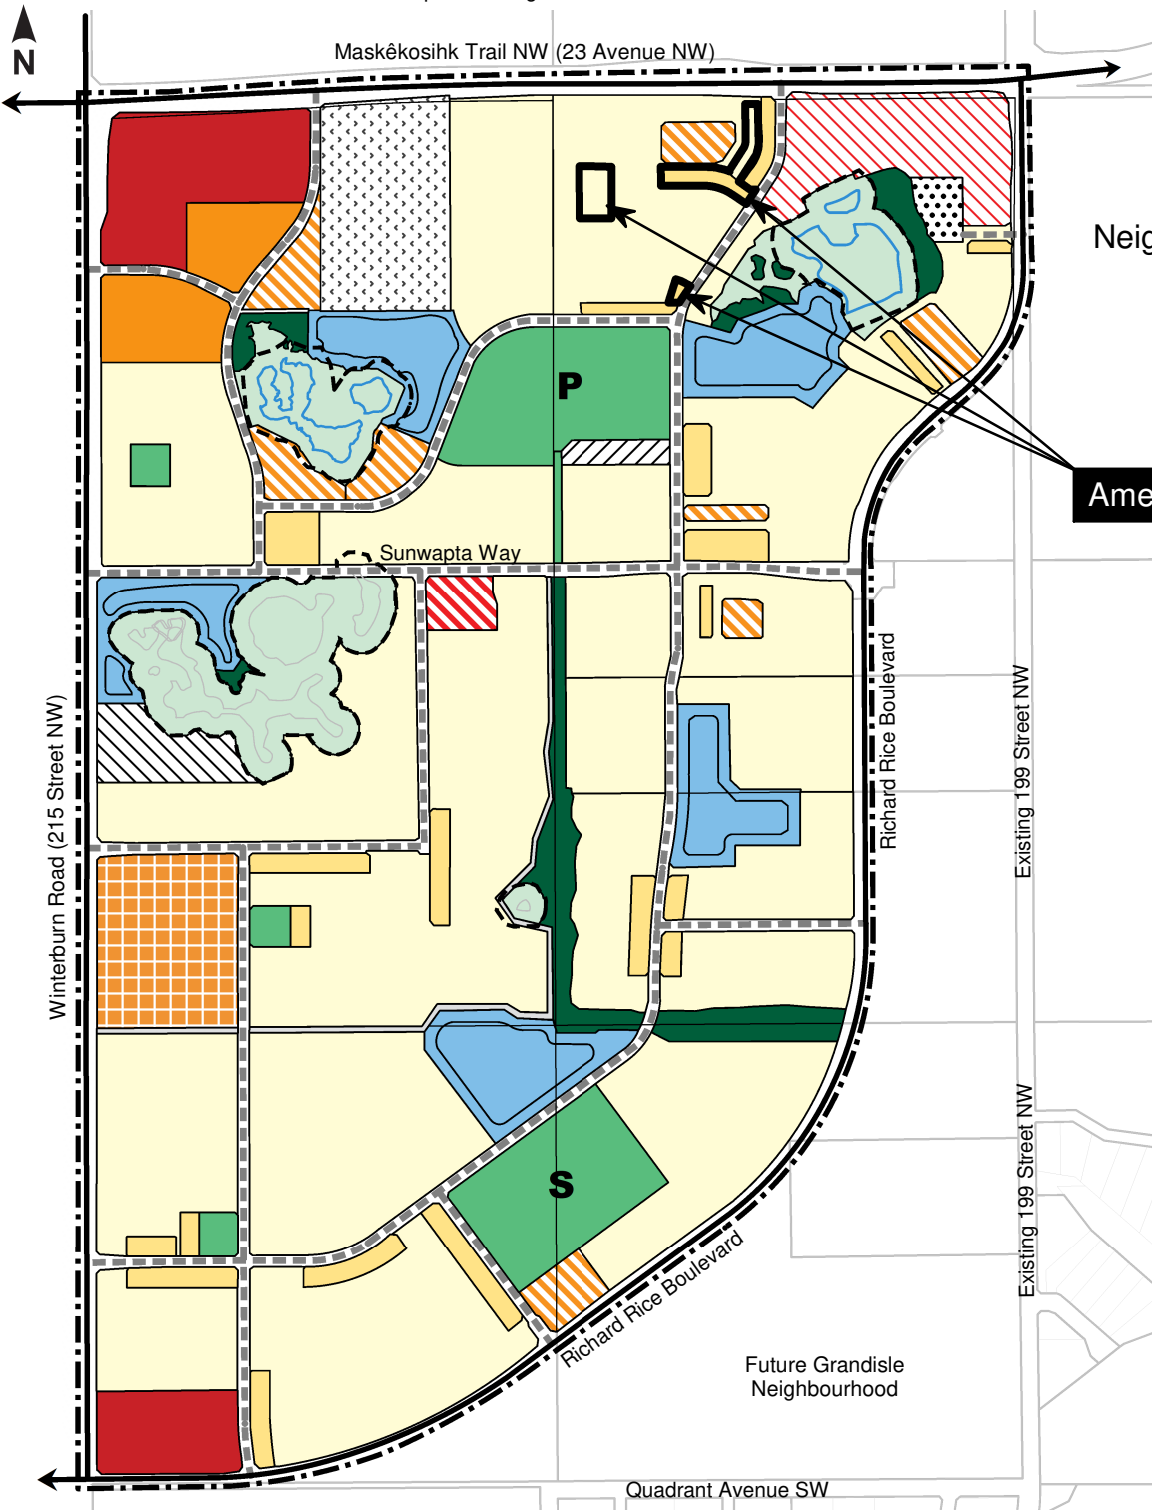 N
Maskêkosihk Trail NW (23 Avenue NW)
Neig
P
Ame
Sunwapta Way
Winterburn Road (215 Street NW)
Richard Rice Boulevard
Existing 199 Street NW
Existing 199 Street NW
S
Richard Rice Boulevard
Future Grandisle
Neighbourhood
Quadrant Avenue SW